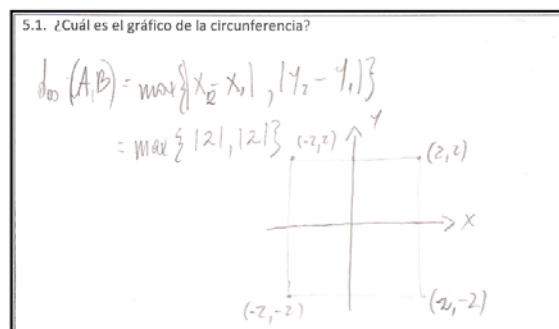 5.1. ¿Cuál es el gráfico de la circunferencia?
d∞(A,B) = max{|X₂ - X₁|, |Y₂ - Y₁|}
= max{|2|,|2|}
Y
(-2,2)
(2,2)
X
(-2,-2)
(-2,-2)